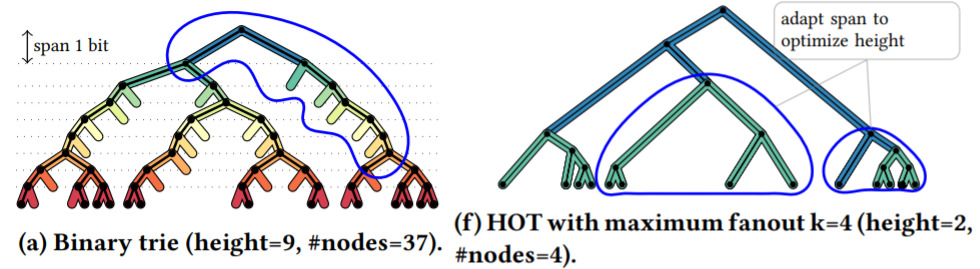 span 1 bit
(a) Binary trie (height=9, #nodes=37).
adapt span to
optimize height
(f) HOT with maximum fanout k=4 (height=2,
#nodes=4).